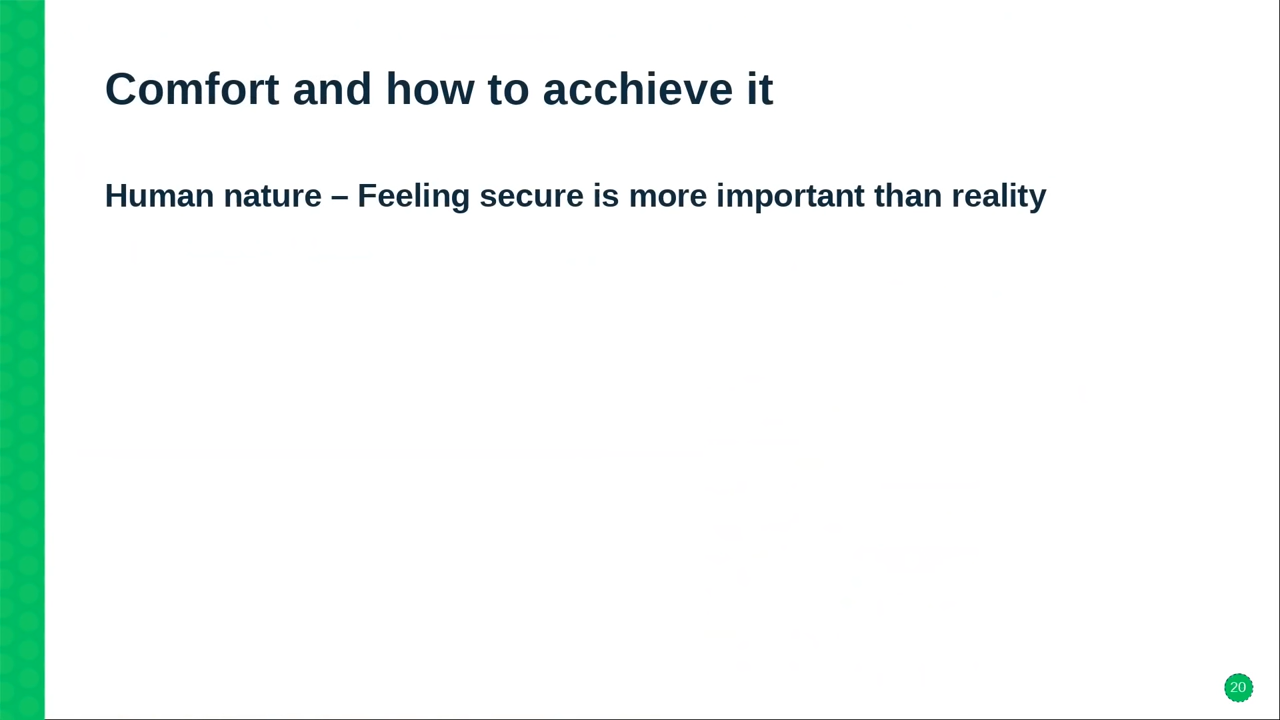 Comfort and how to acchieve it
Human nature – Feeling secure is more important than reality
20